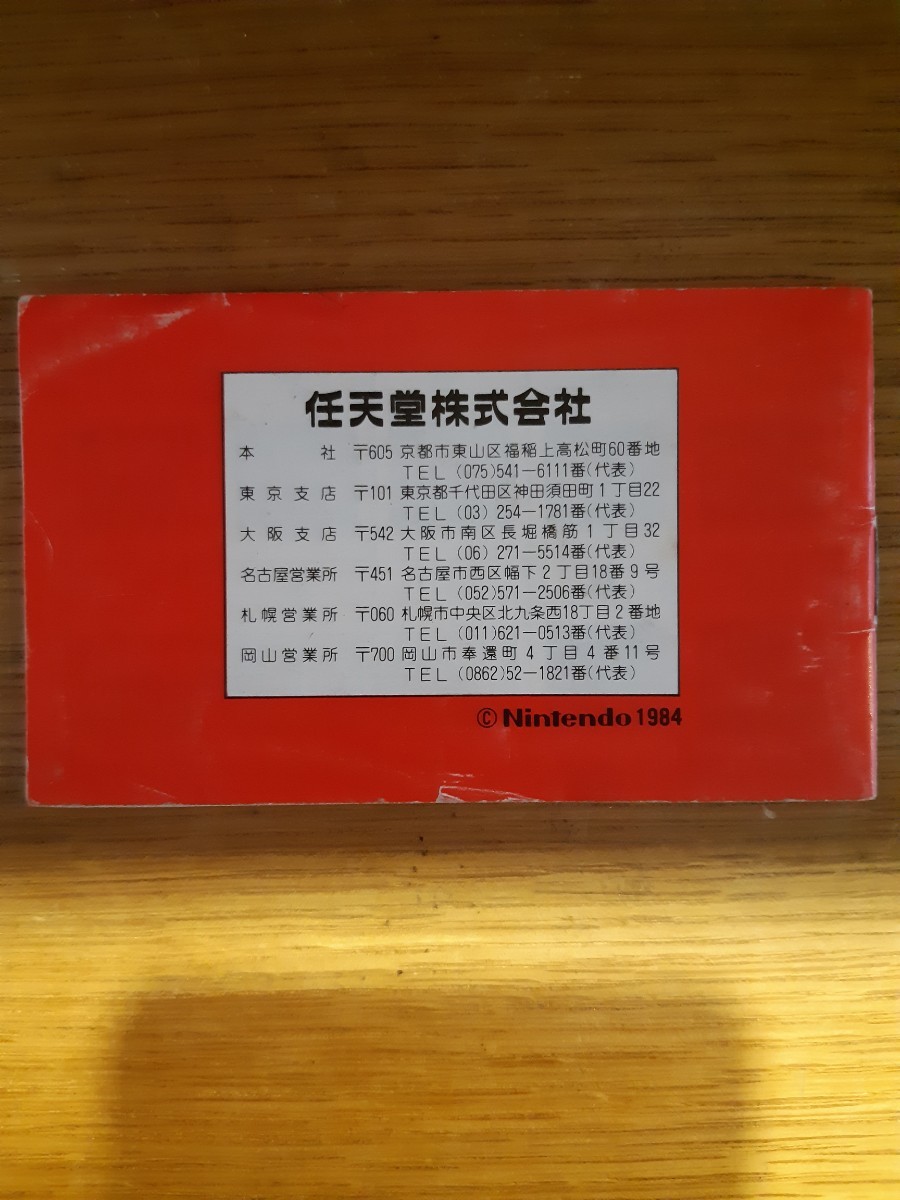 任天堂株式会社
本社 〒605 京都市東山区福稲上高松町60番地
TEL (075)541-6111番(代表)
東京支店 〒101 東京都千代田区神田須田町1丁目22
TEL (03) 254-1781番(代表)
大阪支店 〒542 大阪市南区長堀橋筋1丁目32
TEL (06) 271-5514番(代表)
名古屋営業所 〒451 名古屋市西区幅下2丁目18番9号
TEL (052)571-2506番(代表)
札幌営業所 〒060 札幌市中央区北九条西18丁目2番地
TEL (011)621-0513番(代表)
岡山営業所 〒700 岡山市奉還町4丁目4番11号
TEL (0862)52-1821番(代表)
©Nintendo 1984